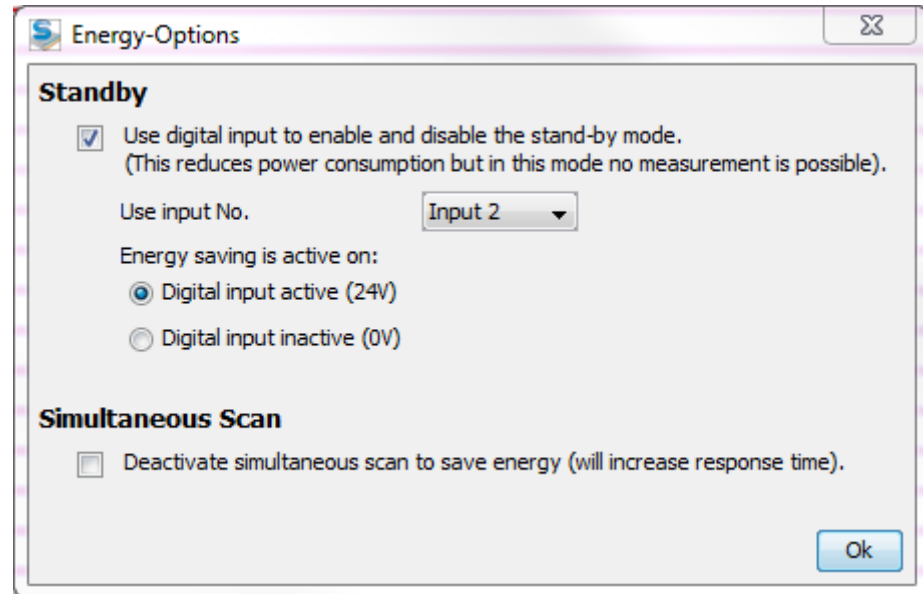 Energy-Options
Standby
Use digital input to enable and disable the stand-by mode.
(This reduces power consumption but in this mode no measurement is possible).
Use input No. Input 2
Energy saving is active on:
Digital input active (24V)
Digital input inactive (0V)
Simultaneous Scan
Deactivate simultaneous scan to save energy (will increase response time).
Ok